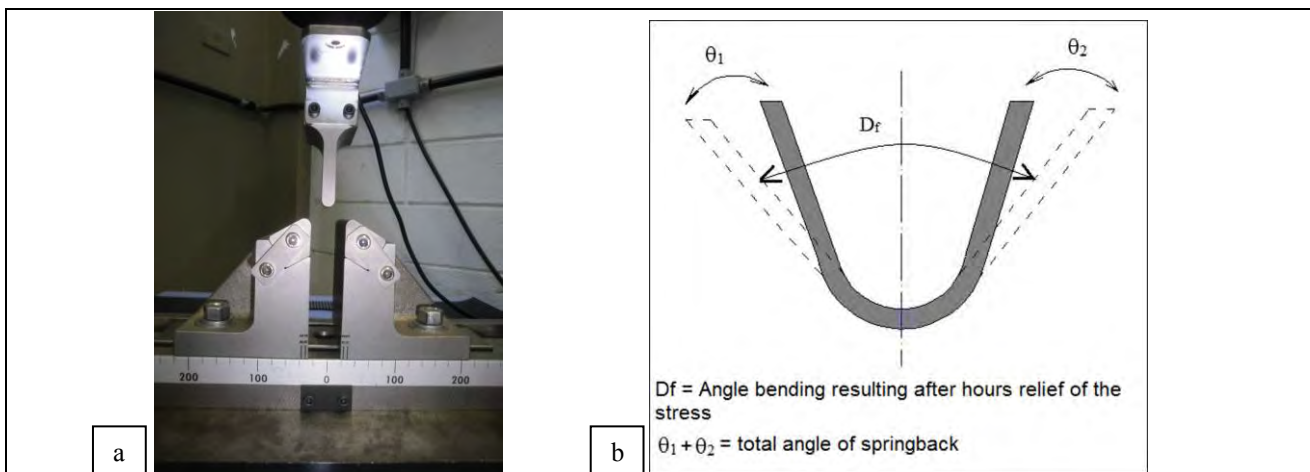 200 100 0 100 200
a
θ1
θ2
Df
Df = Angle bending resulting after hours relief of the
stress
θ1 + θ2 = total angle of springback
b